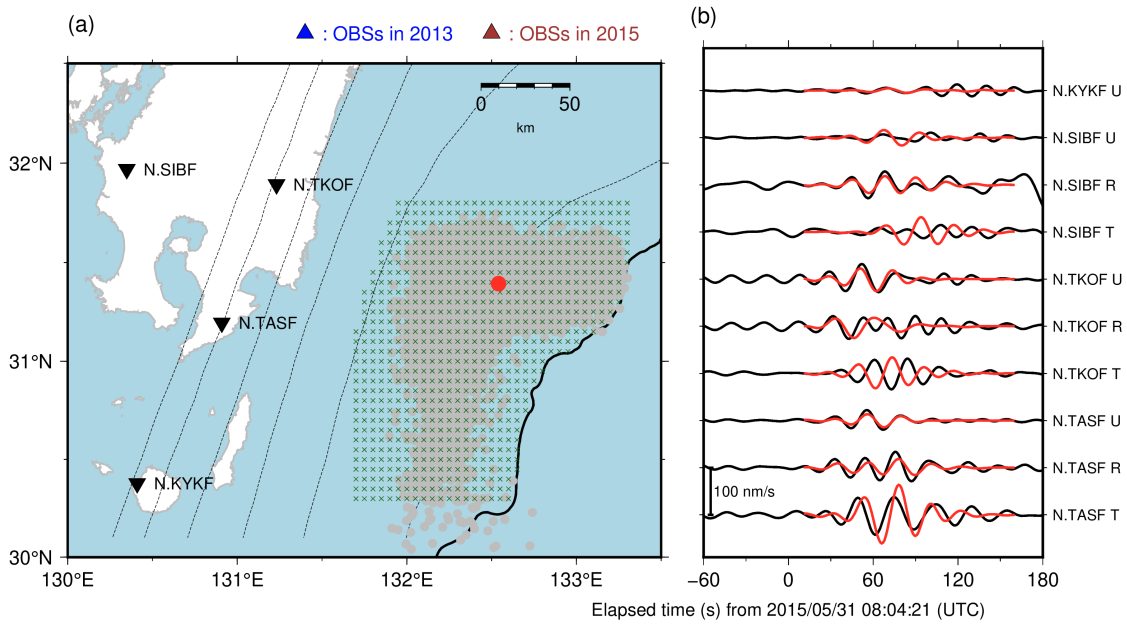 (a)
: OBSs in 2013
: OBSs in 2015
0 50
km
32°N
31°N
30°N
130°E 131°E 132°E 133°E
N.SIBF
N.TKOF
N.TASF
N.KYKF
(b)
N.KYKF U
N.SIBF U
N.SIBF R
N.SIBF T
N.TKOF U
N.TKOF R
N.TKOF T
N.TASF U
N.TASF R
100 nm/s
N.TASF T
−60 0 60 120 180
Elapsed time (s) from 2015/05/31 08:04:21 (UTC)